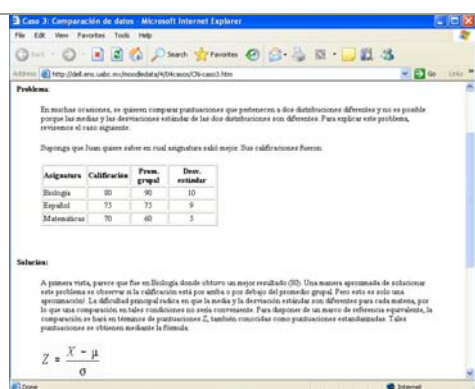 Caso 3: Comparación de datos - Microsoft Internet Explorer
File Edit View Favorites Tools Help
Back Search Favorites
Address http://ded.ens.uabc.mx/moodledata/4/04casos/CN-caso3.htm Go Links
Problema:
En muchas ocasiones, se quieren comparar puntuaciones que pertenecen a dos distribuciones diferentes y no es posible
porque las medias y las desviaciones estándar de las dos distribuciones son diferentes. Para explicar este problema,
revisemos el caso siguiente.
Suponga que Juan quiere saber en cual asignatura salió mejor. Sus calificaciones fueron:
Asignatura Calificación Prom. grupal Desv. estándar
Biología 80 90 10
Español 75 75 9
Matemáticas 70 60 5
Solución:
A primera vista, parece que fue en Biología donde obtuvo un mejor resultado (80). Una manera aproximada de solucionar
este problema es observar si la calificación está por arriba o por debajo del promedio grupal. Pero esto es solo una
aproximación! La dificultad principal radica en que la media y la desviación estándar son diferentes para cada materia, por
lo que una comparación en tales condiciones no sería conveniente. Para disponer de un marco de referencia equivalente, la
comparación se hará en términos de puntuaciones Z, también conocidas como puntuaciones estandarizadas. Tales
puntuaciones se obtienen mediante la fórmula:
Z = X - μ
σ
Done Internet